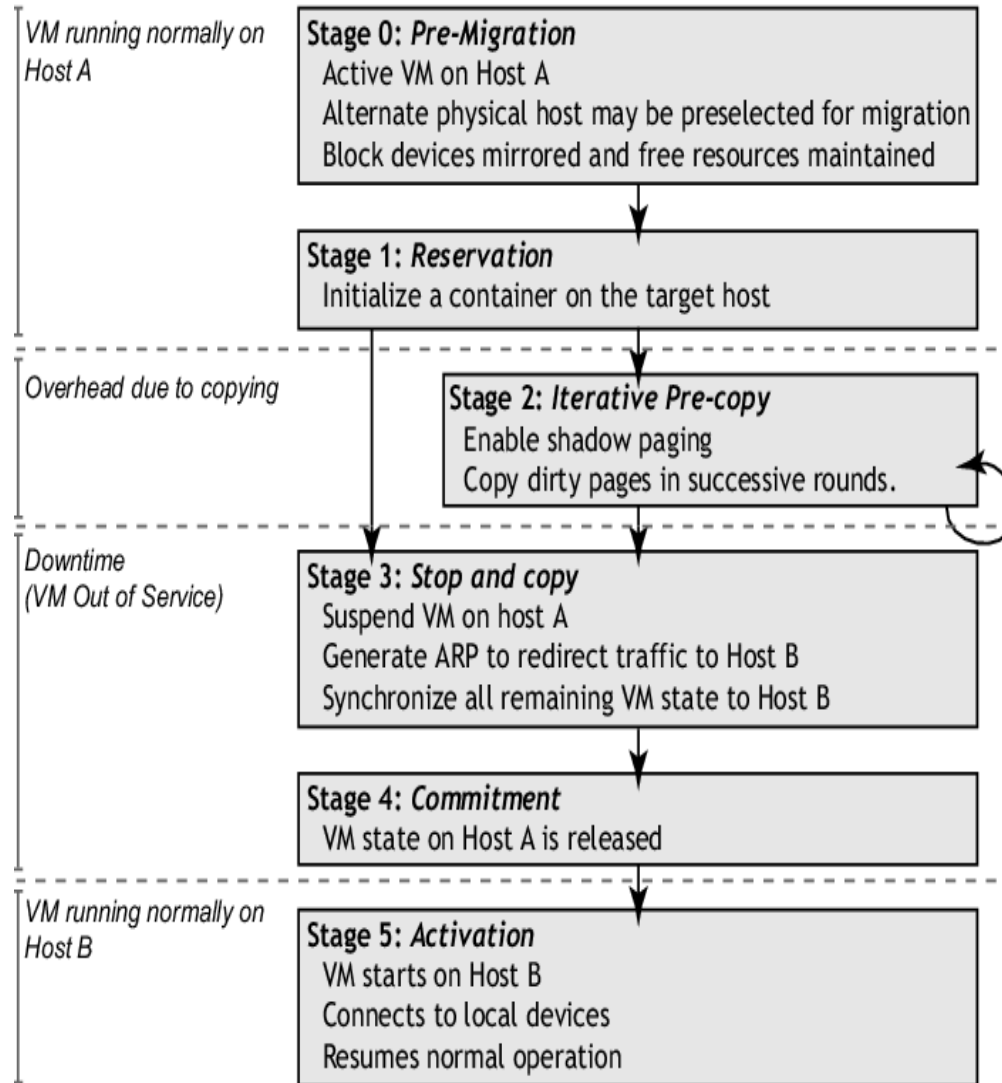 VM running normally on
Host A
Stage 0: Pre-Migration
Active VM on Host A
Alternate physical host may be preselected for migration
Block devices mirrored and free resources maintained
Stage 1: Reservation
Initialize a container on the target host
Overhead due to copying
Stage 2: Iterative Pre-copy
Enable shadow paging
Copy dirty pages in successive rounds.
Downtime
(VM Out of Service)
Stage 3: Stop and copy
Suspend VM on host A
Generate ARP to redirect traffic to Host B
Synchronize all remaining VM state to Host B
Stage 4: Commitment
VM state on Host A is released
VM running normally on
Host B
Stage 5: Activation
VM starts on Host B
Connects to local devices
Resumes normal operation